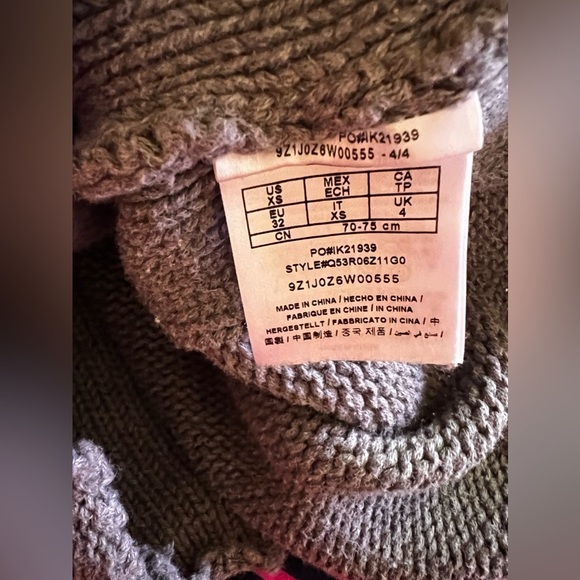 PO#IK21939
9Z1J0Z6W00555 - 4/4
US XS MEX ECH CA TP
EU 32 IT XS UK 4
CN 70-75 cm
PO#IK21939
STYLE#Q53R06Z11G0
9Z1J0Z6W00555
MADE IN CHINA / HECHO EN CHINA /
FABRIQUE EN CHINE / IN CHINA
HERGESTELLT / FABBRICATO IN CINA / 中
国製 / 中国制造 / 중국 제품 / صنع في الصين /